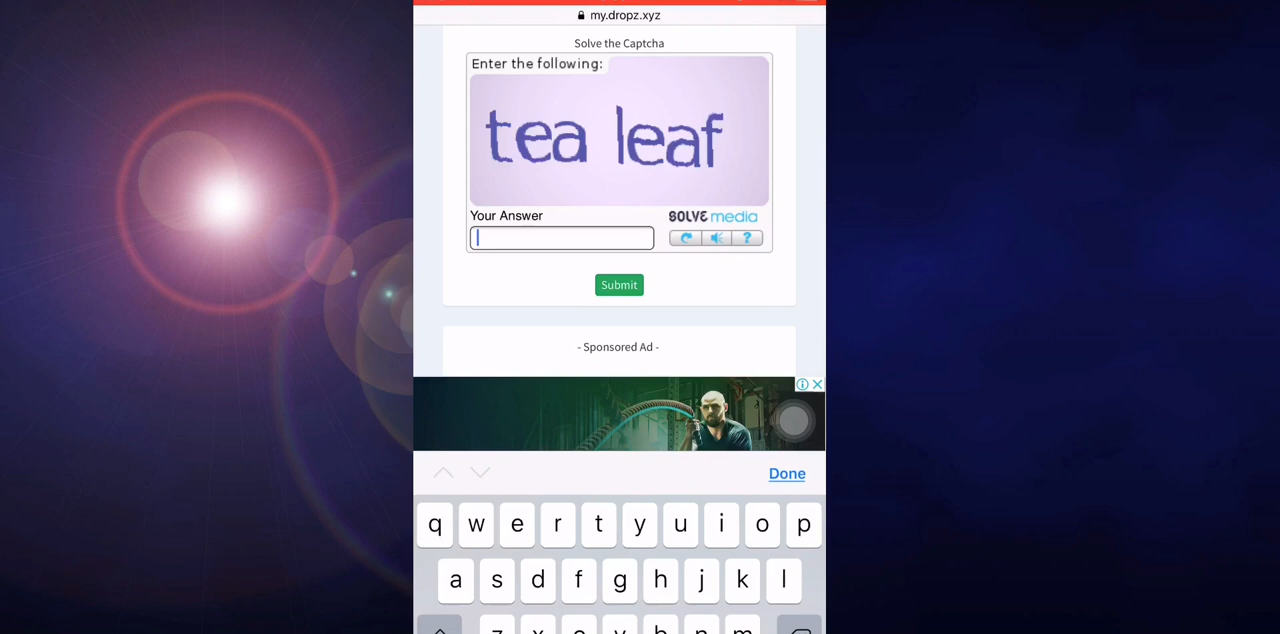 my.dropz.xyz
Solve the Captcha
Enter the following:
tea leaf
Your Answer
SOLVE media
?
Submit
- Sponsored Ad -
Done
q w e r t y u i o p
a s d f g h j k l
z x c v b n m